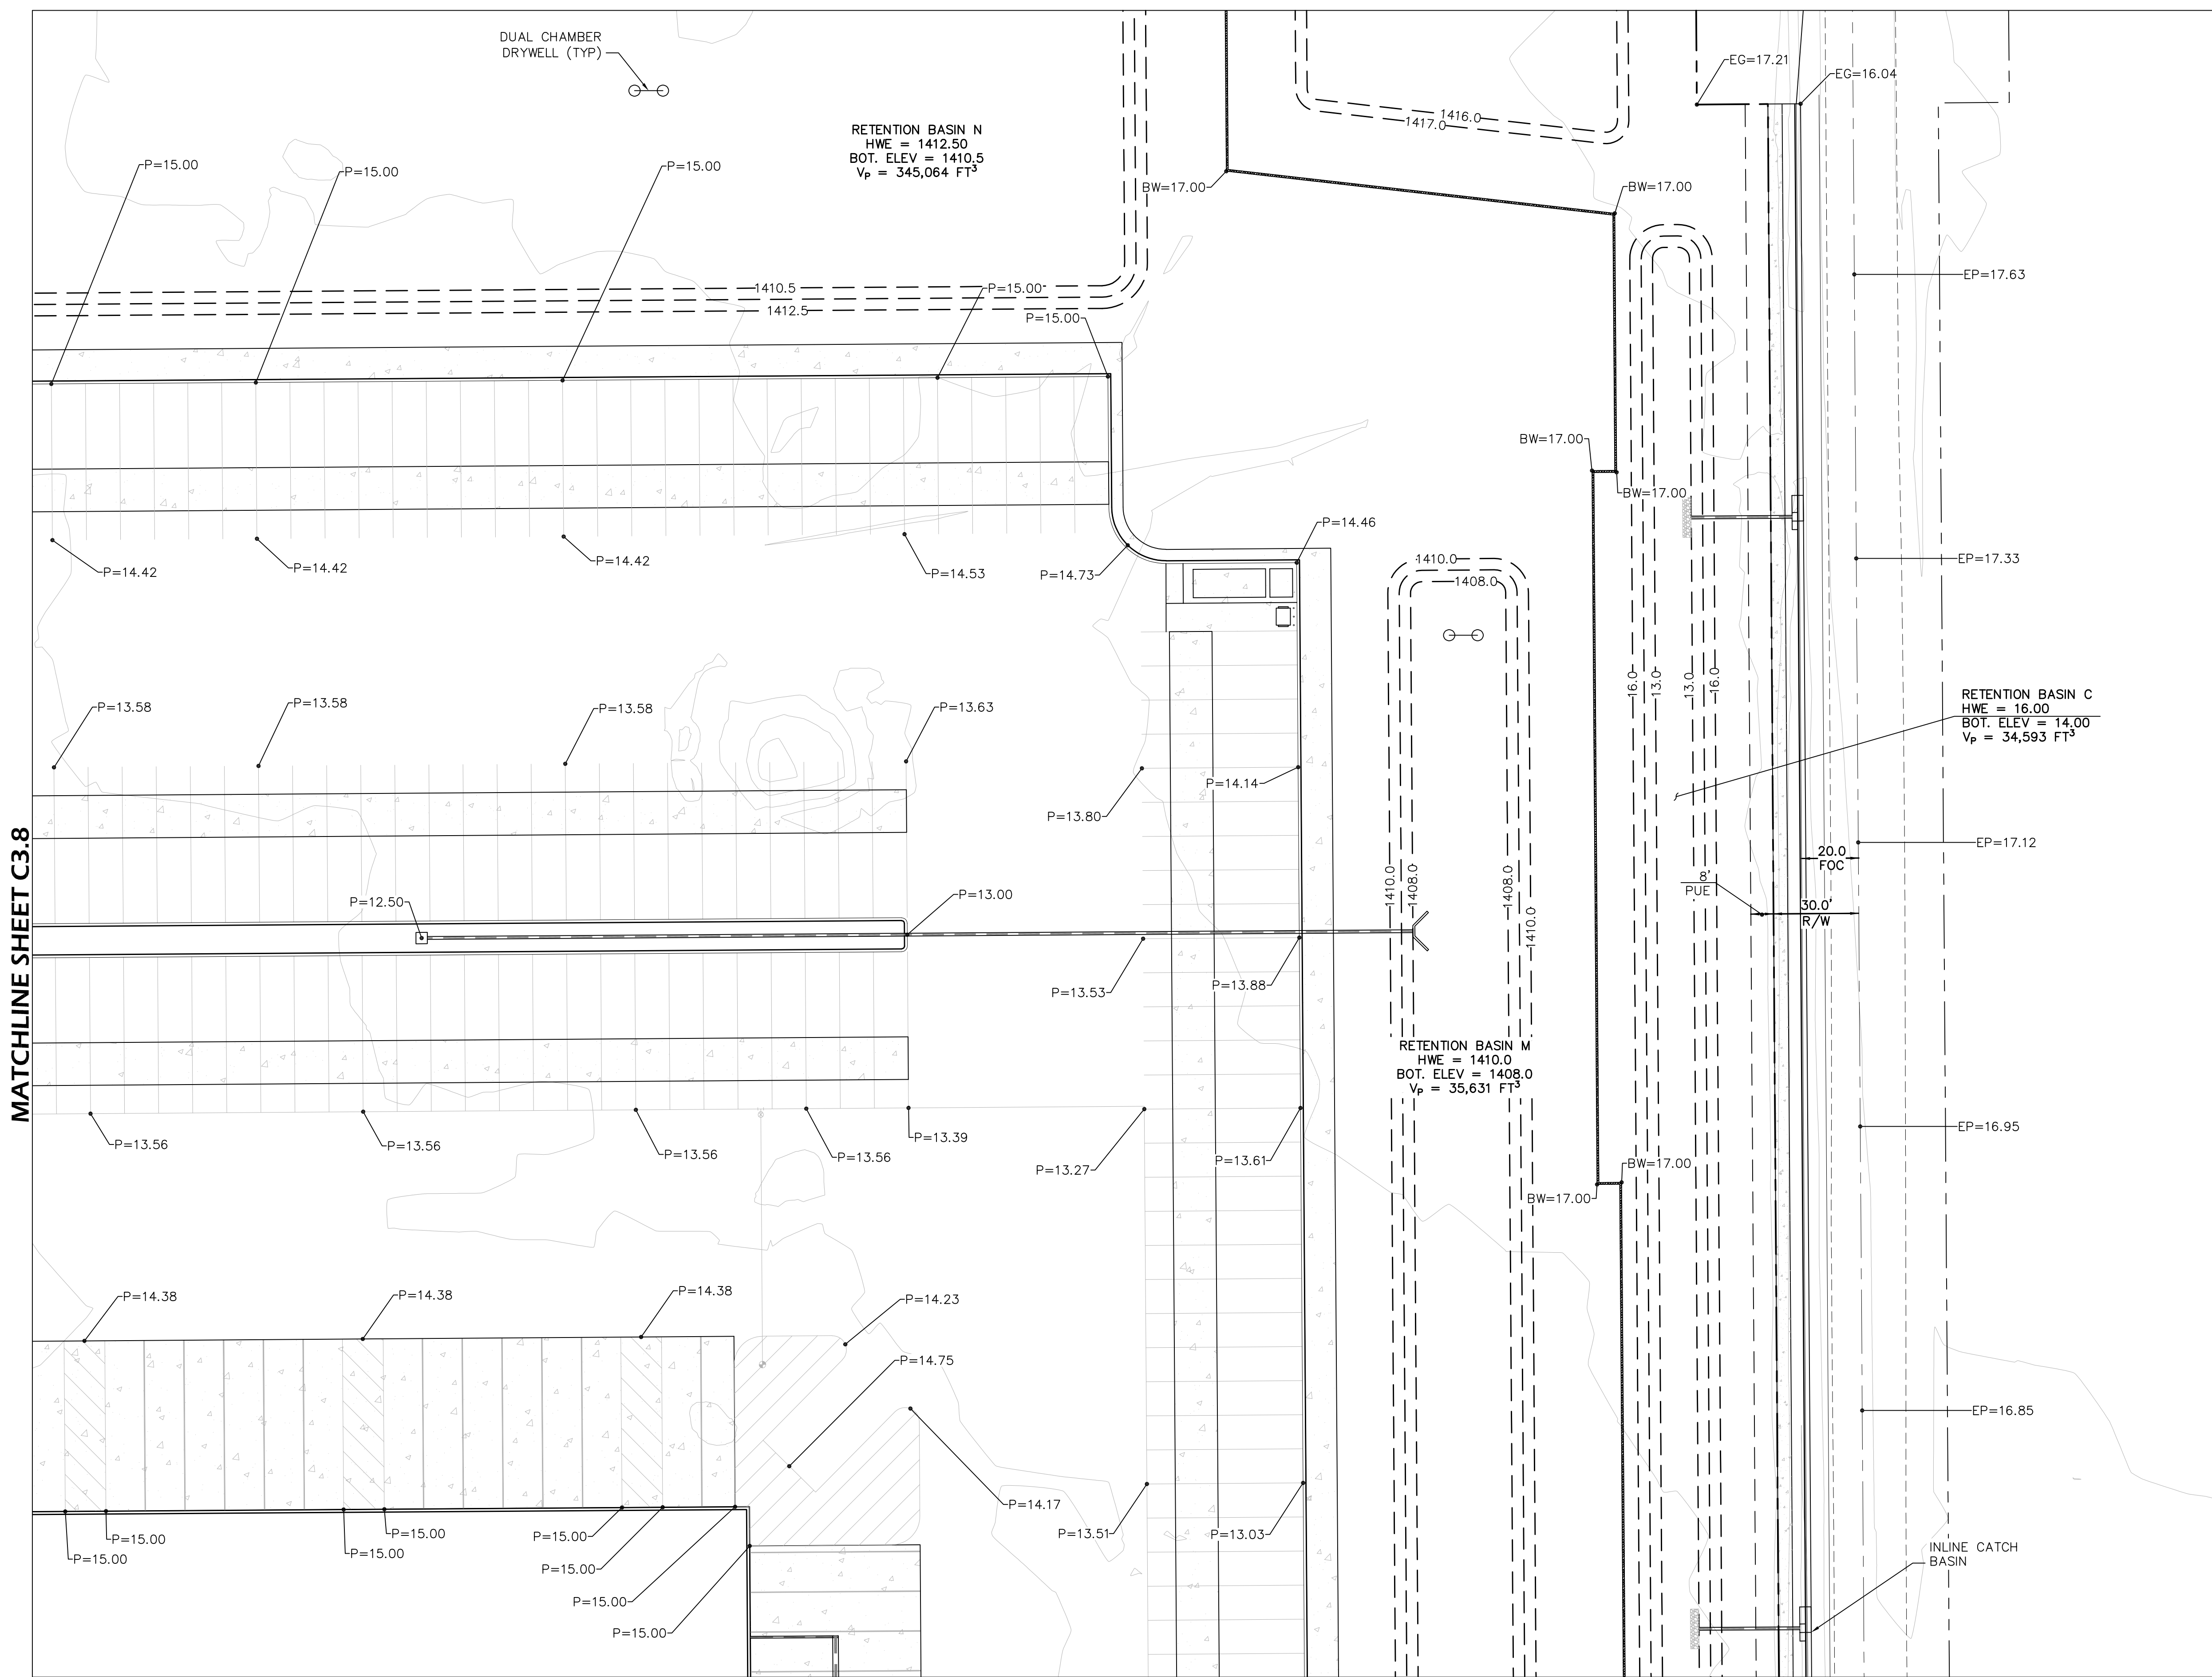 DUAL CHAMBER
DRYWELL (TYP)
EG=17.21
EG=16.04
1416.0
1417.0
RETENTION BASIN N
HWE = 1412.50
BOT. ELEV = 1410.5
VP = 345,064 FT³
P=15.00
P=15.00
P=15.00
BW=17.00
BW=17.00
EP=17.63
1410.5
P=15.00
1412.5
P=15.00
BW=17.00
BW=17.00
P=14.46
P=14.42
P=14.42
P=14.42
P=14.53
P=14.73
1410.0
1408.0
EP=17.33
16.0
13.0
13.0
16.0
RETENTION BASIN C
HWE = 16.00
BOT. ELEV = 14.00
VP = 34,593 FT³
P=13.58
P=13.58
P=13.58
P=13.63
P=14.14
P=13.80
EP=17.12
20.0
FOC
8'
PUE
30.0'
R/W
1410.0
1408.0
1408.0
1410.0
P=12.50
P=13.00
MATCHLINE SHEET C3.8
P=13.53
P=13.88
RETENTION BASIN M
HWE = 1410.0
BOT. ELEV = 1408.0
VP = 35,631 FT³
EP=16.95
P=13.56
P=13.56
P=13.56
P=13.56
P=13.39
P=13.27
P=13.61
BW=17.00
BW=17.00
P=14.38
P=14.38
P=14.38
P=14.23
P=14.75
EP=16.85
P=14.17
P=15.00
P=15.00
P=15.00
P=15.00
P=15.00
P=15.00
P=15.00
P=15.00
P=13.51
P=13.03
INLINE CATCH
BASIN